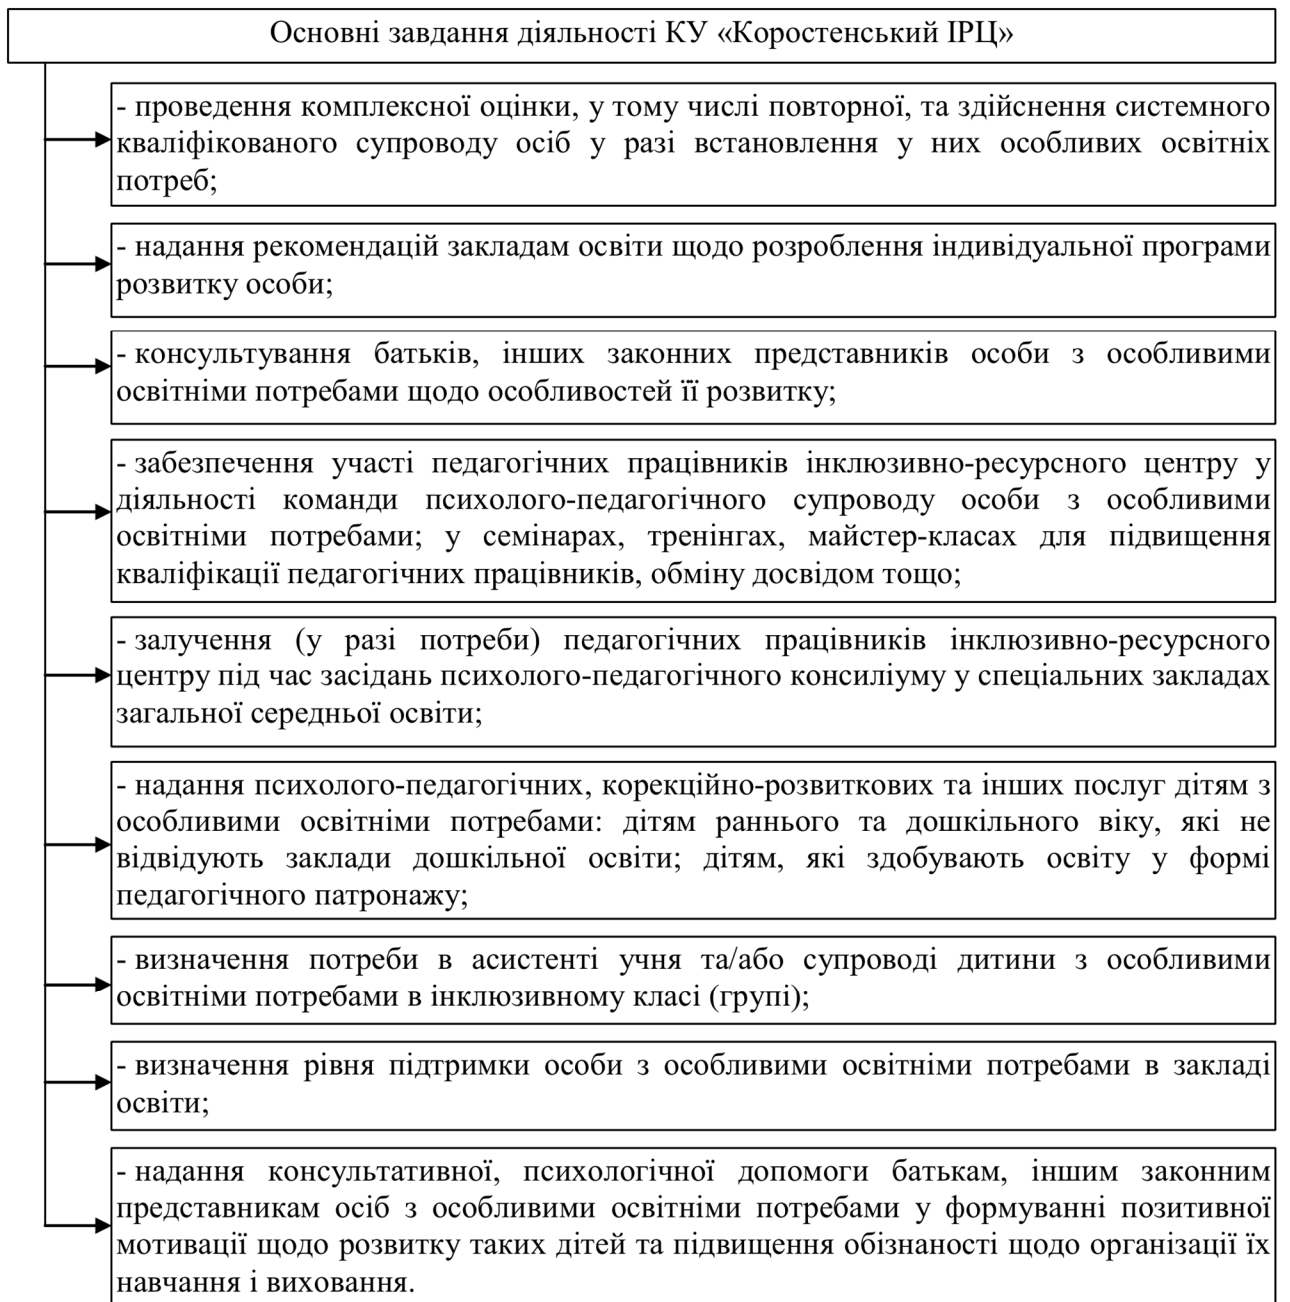 Основні завдання діяльності КУ «Коростенський ІРЦ»
- проведення комплексної оцінки, у тому числі повторної, та здійснення системного
кваліфікованого супроводу осіб у разі встановлення у них особливих освітніх
потреб;
- надання рекомендацій закладам освіти щодо розроблення індивідуальної програми
розвитку особи;
- консультування батьків, інших законних представників особи з особливими
освітніми потребами щодо особливостей її розвитку;
- забезпечення участі педагогічних працівників інклюзивно-ресурсного центру у
діяльності команди психолого-педагогічного супроводу особи з особливими
освітніми потребами; у семінарах, тренінгах, майстер-класах для підвищення
кваліфікації педагогічних працівників, обміну досвідом тощо;
- залучення (у разі потреби) педагогічних працівників інклюзивно-ресурсного
центру під час засідань психолого-педагогічного консиліуму у спеціальних закладах
загальної середньої освіти;
- надання психолого-педагогічних, корекційно-розвиткових та інших послуг дітям з
особливими освітніми потребами: дітям раннього та дошкільного віку, які не
відвідують заклади дошкільної освіти; дітям, які здобувають освіту у формі
педагогічного патронажу;
- визначення потреби в асистенті учня та/або супроводі дитини з особливими
освітніми потребами в інклюзивному класі (групі);
- визначення рівня підтримки особи з особливими освітніми потребами в закладі
освіти;
- надання консультативної, психологічної допомоги батькам, іншим законним
представникам осіб з особливими освітніми потребами у формуванні позитивної
мотивації щодо розвитку таких дітей та підвищення обізнаності щодо організації їх
навчання і виховання.